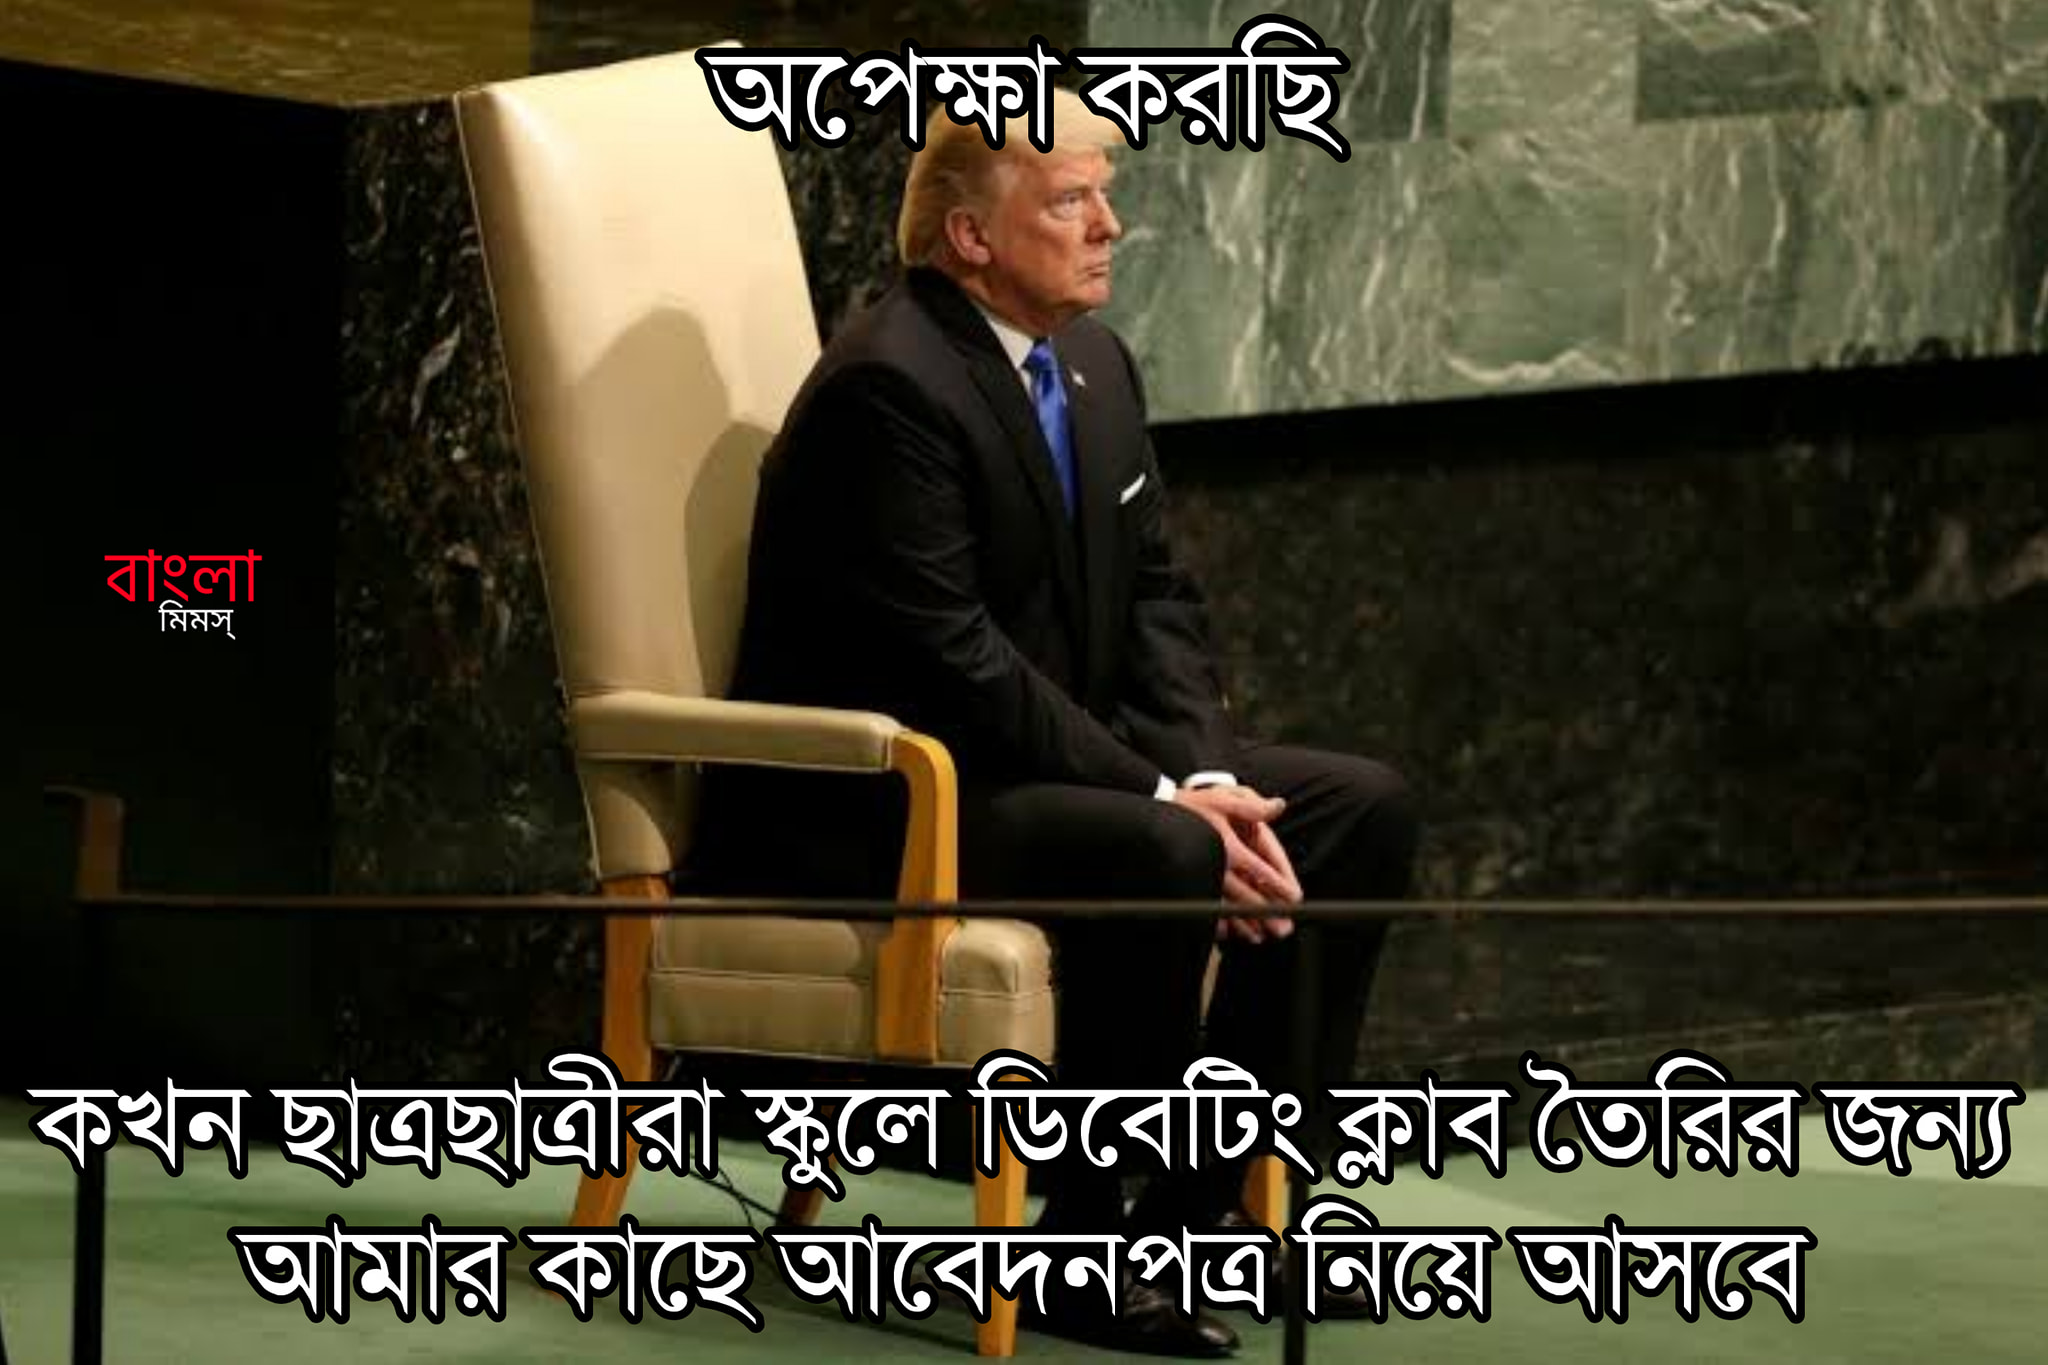 অপেক্ষা করছি
বাংলা
মিমস্
কখন ছাত্রছাত্রীরা স্কুলে ডিবেটিং ক্লাব তৈরির জন্য
আমার কাছে আবেদনপত্র নিয়ে আসবে